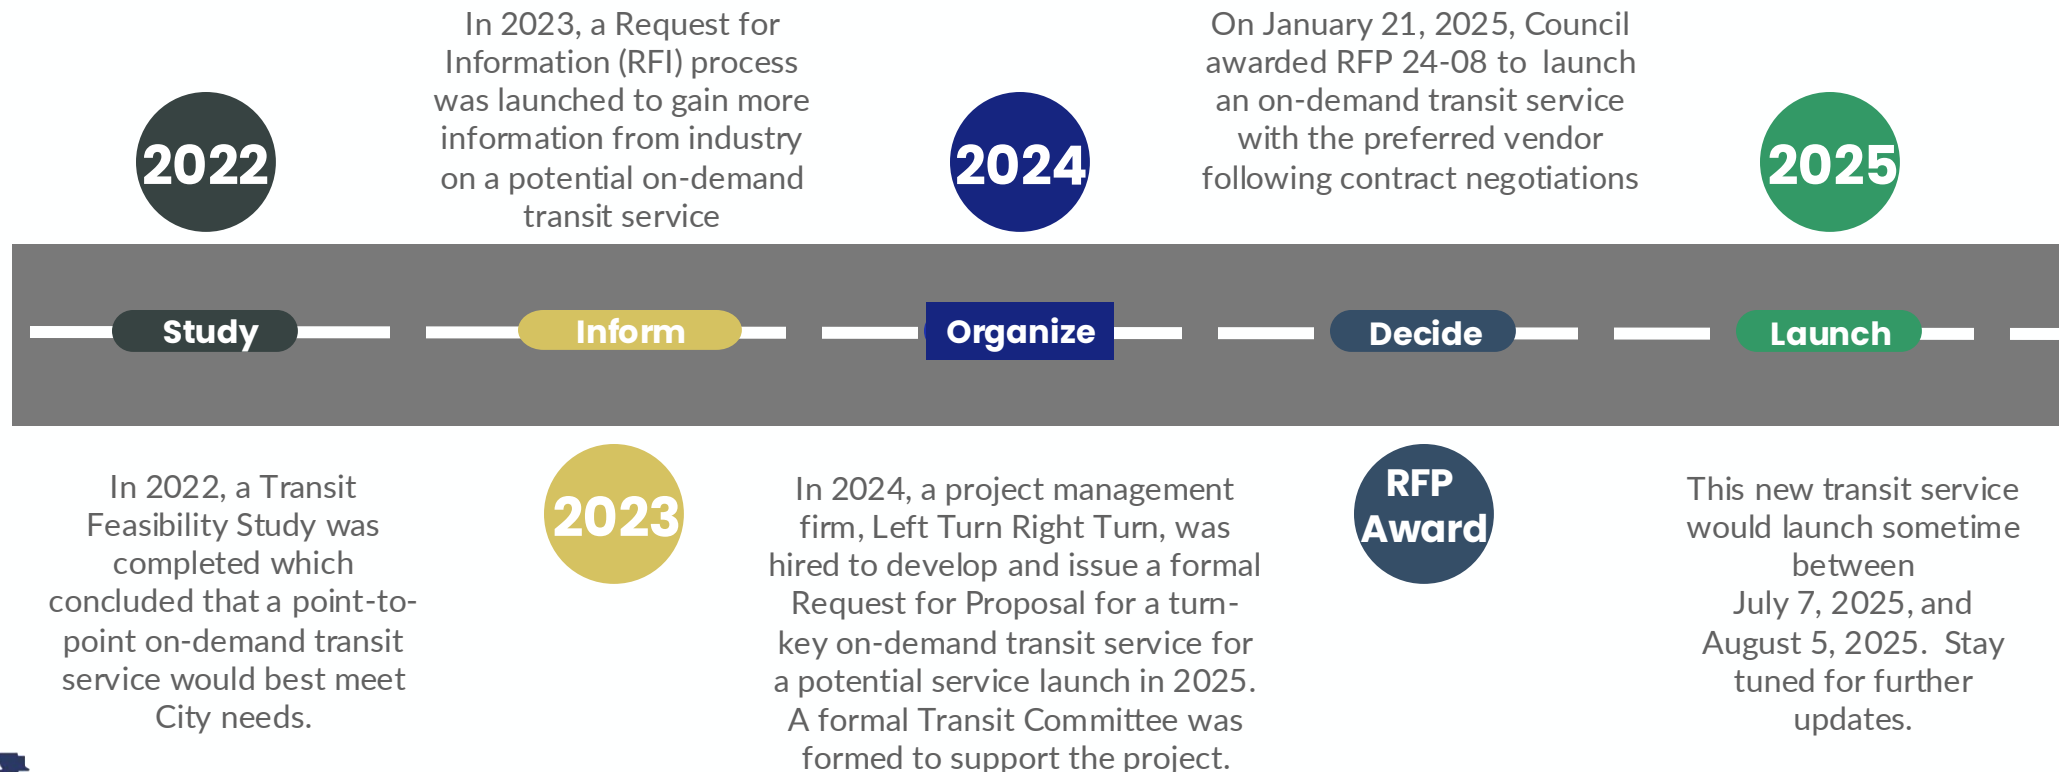 2022
Study
In 2022, a Transit
Feasibility Study was
completed which
concluded that a point-to-
point on-demand transit
service would best meet
City needs.
In 2023, a Request for
Information (RFI) process
was launched to gain more
information from industry
on a potential on-demand
transit service
Inform
2023
2024
Organize
In 2024, a project management
firm, Left Turn Right Turn, was
hired to develop and issue a formal
Request for Proposal for a turn-
key on-demand transit service for
a potential service launch in 2025.
A formal Transit Committee was
formed to support the project.
On January 21, 2025, Council
awarded RFP 24-08 to launch
an on-demand transit service
with the preferred vendor
following contract negotiations
Decide
RFP
Award
2025
Launch
This new transit service
would launch sometime
between
July 7, 2025, and
August 5, 2025. Stay
tuned for further
updates.